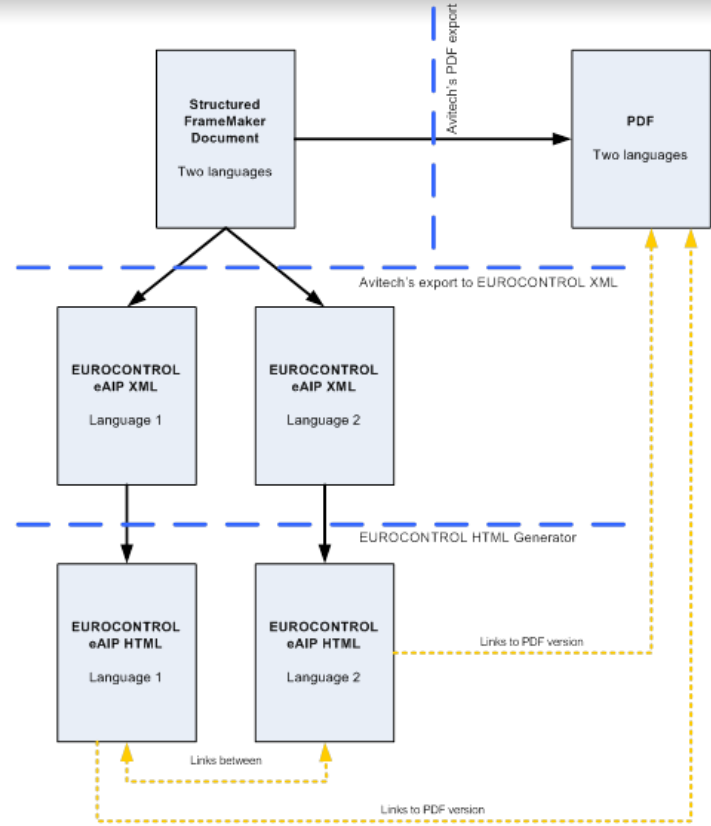 Avitech's PDF export
Structured
FrameMaker
Document
Two languages
PDF
Two languages
Avitech's export to EUROCONTROL XML
EUROCONTROL
eAIP XML
Language 1
EUROCONTROL
eAIP XML
Language 2
EUROCONTROL HTML Generator
EUROCONTROL
eAIP HTML
Language 1
EUROCONTROL
eAIP HTML
Language 2
Links to PDF version
Links between
Links to PDF version